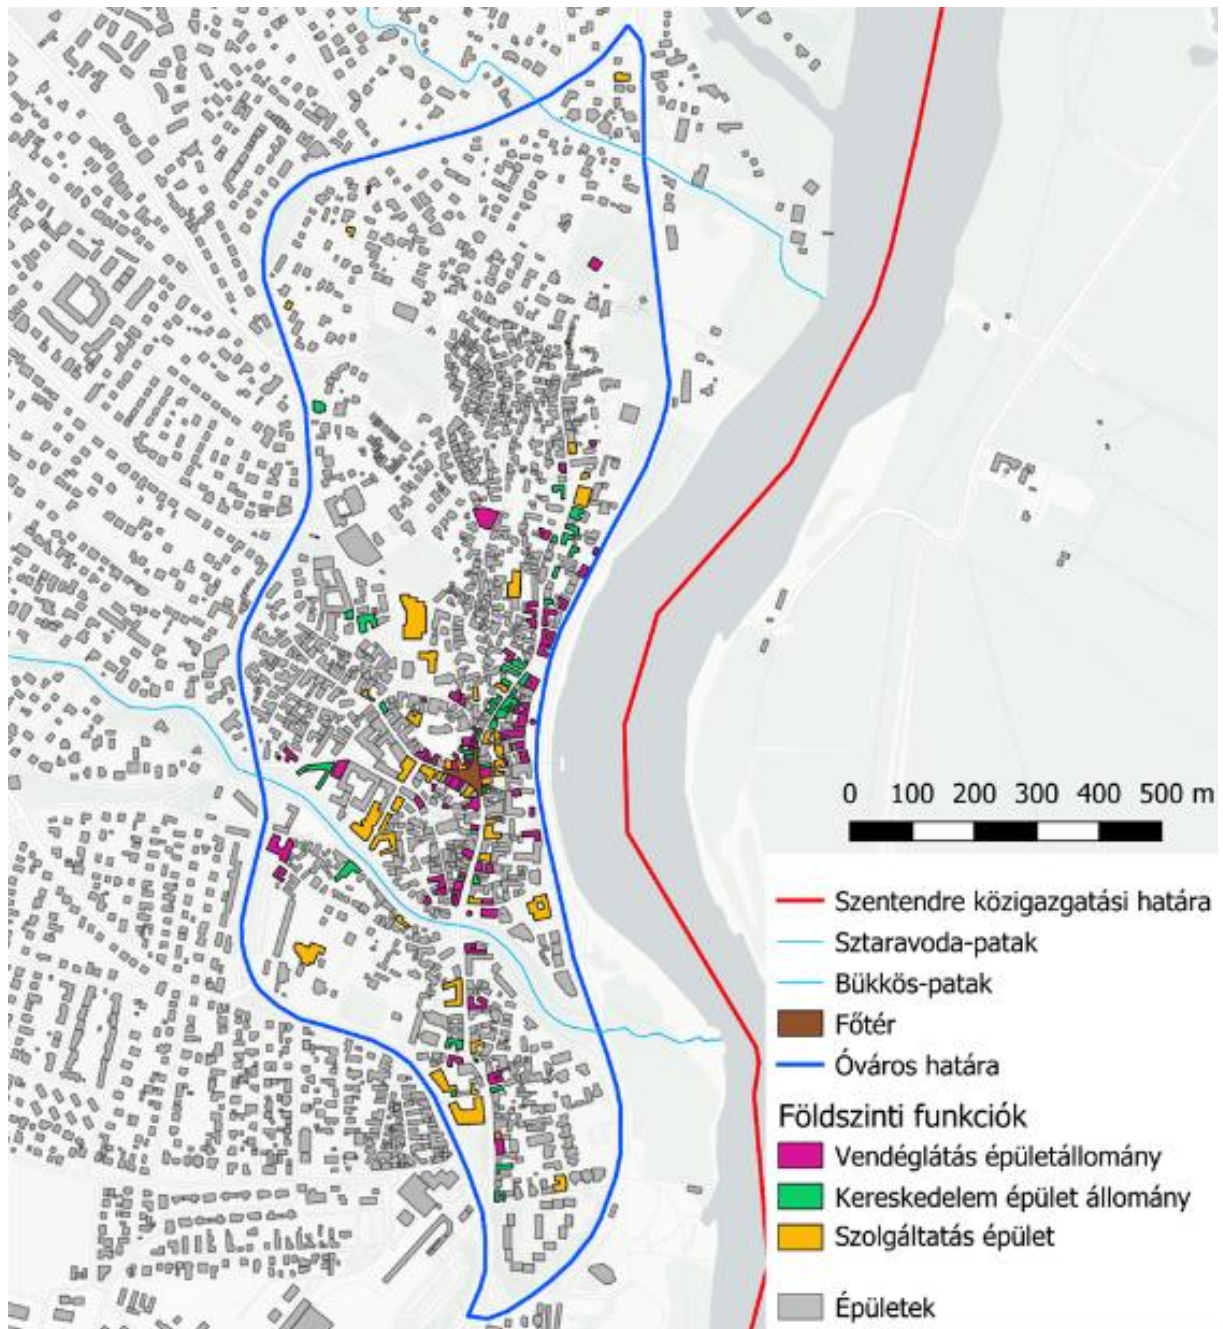 0 100 200 300 400 500 m
Szentendre közigazgatási határa
Sztaravoda-patak
Bükkös-patak
Főtér
Óváros határa
Földszinti funkciók
Vendéglátás épületállomány
Kereskedelem épület állomány
Szolgáltatás épület
Épületek